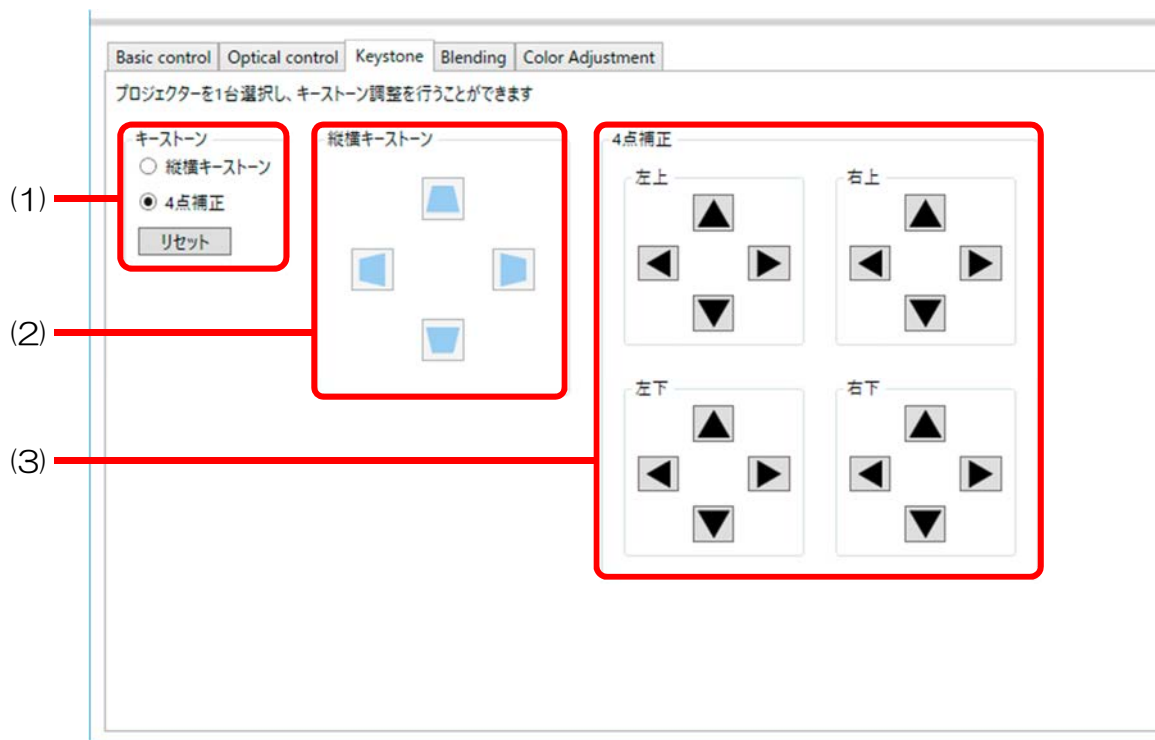 Basic control Optical control Keystone Blending Color Adjustment
プロジェクターを1台選択し、キーストーン調整を行うことができます
(1)
キーストーン
縦横キーストーン
4点補正
リセット
(2)
縦横キーストーン
(3)
4点補正
左上 右上
左下 右下